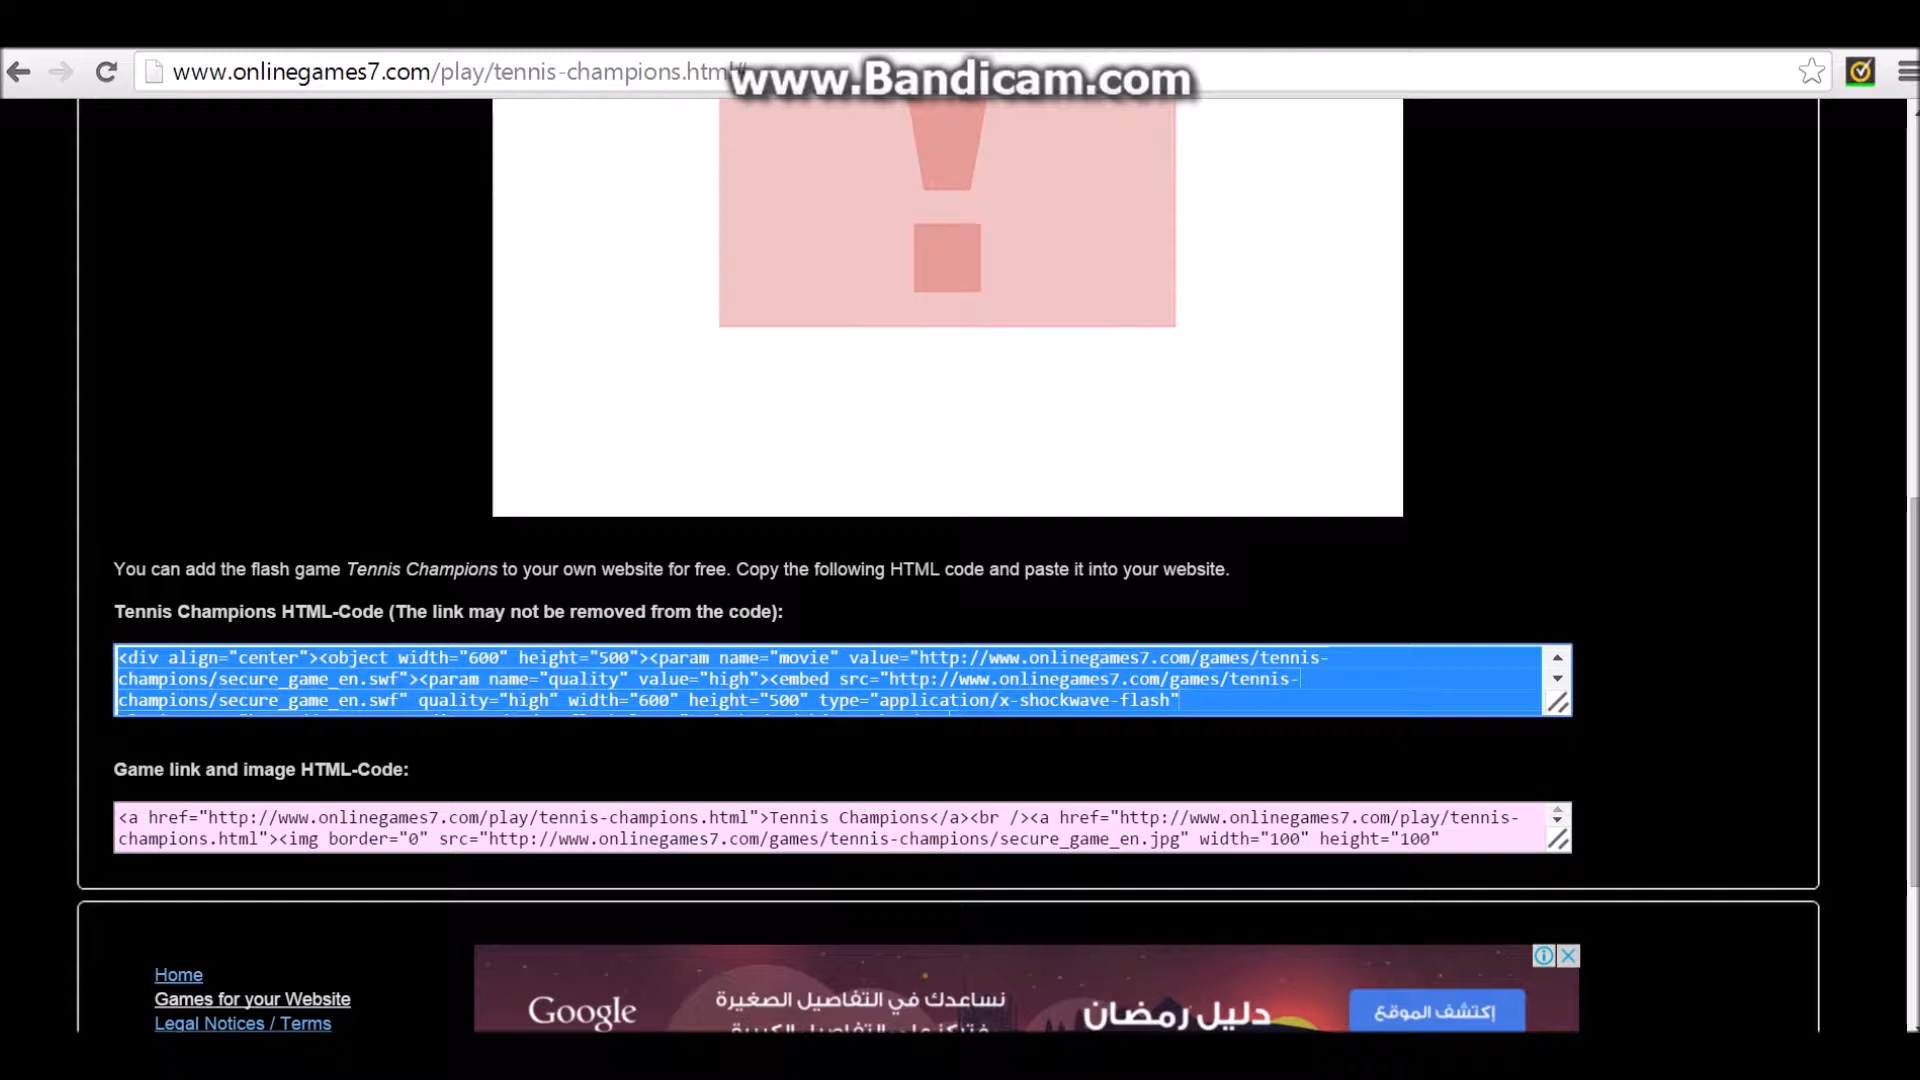 www.onlinegames7.com/play/tennis-champions.html#
www.Bandicam.com
You can add the flash game Tennis Champions to your own website for free. Copy the following HTML code and paste it into your website.
Tennis Champions HTML-Code (The link may not be removed from the code):
<div align="center"><object width="600" height="500"><param name="movie" value="http://www.onlinegames7.com/games/tennis-
champions/secure_game_en.swf"><param name="quality" value="high"><embed src="http://www.onlinegames7.com/games/tennis-
champions/secure_game_en.swf" quality="high" width="600" height="500" type="application/x-shockwave-flash"
Game link and image HTML-Code:
<a href="http://www.onlinegames7.com/play/tennis-champions.html">Tennis Champions</a><br /><a href="http://www.onlinegames7.com/play/tennis-
champions.html"><img border="0" src="http://www.onlinegames7.com/games/tennis-champions/secure_game_en.jpg" width="100" height="100"
Home
Games for your Website
Legal Notices / Terms
Google
نساعدك في التفاصيل الصغيرة
دليل رمضان
إكتشف الموقع